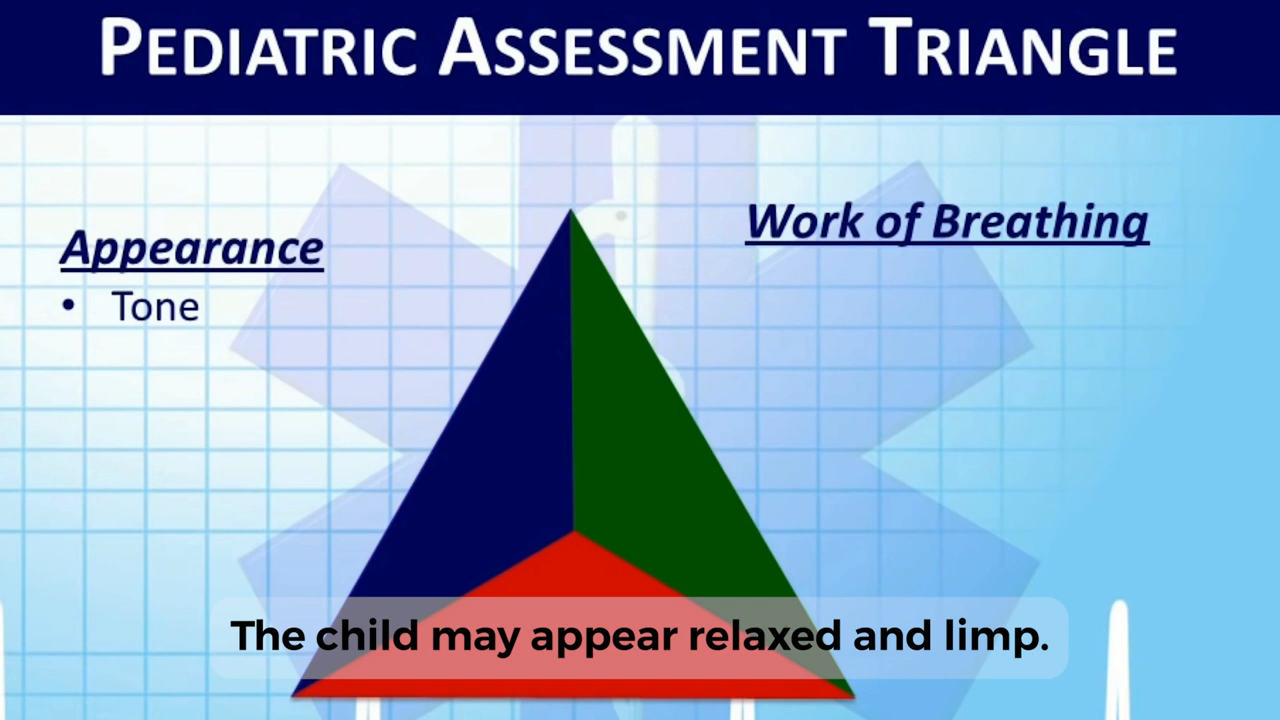 PEDIATRIC ASSESSMENT TRIANGLE
Appearance
• Tone
Work of Breathing
The child may appear relaxed and limp.